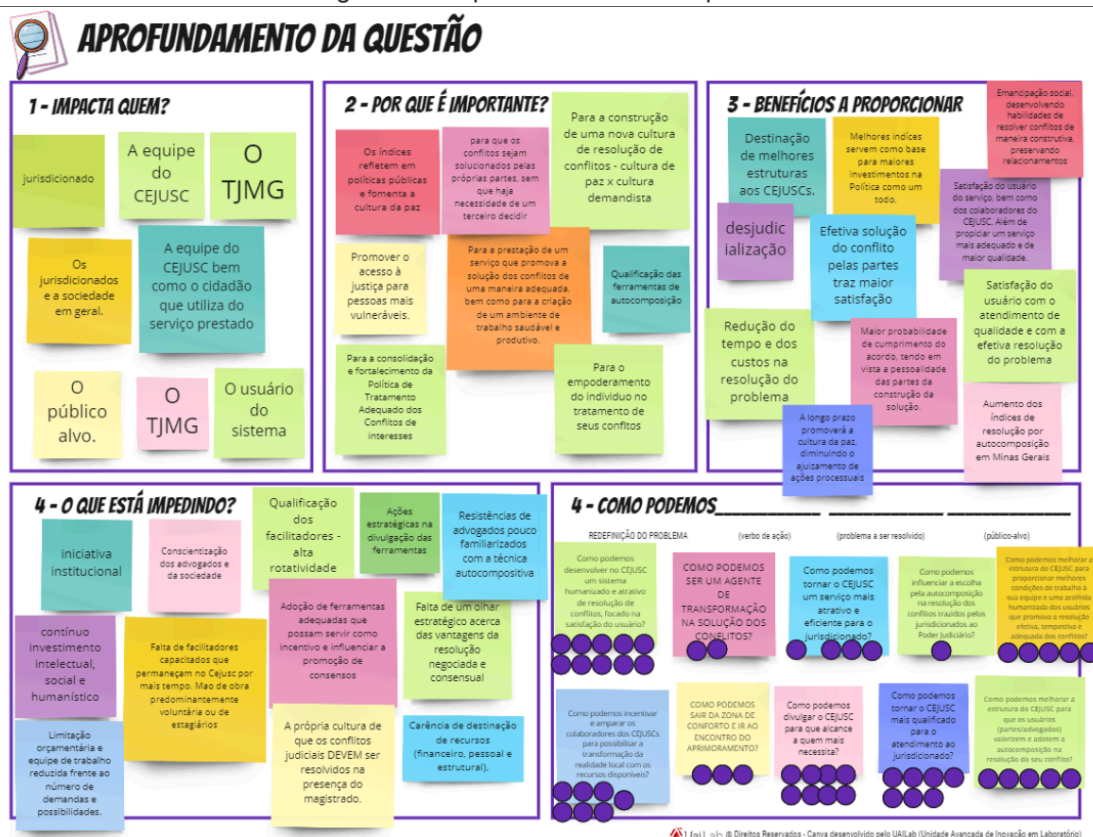 APROFUNDAMENTO DA QUESTÃO
1 - IMPACTA QUEM?
jurisdicionado
A equipe
do
CEJUSC
O
TJMG
Os
jurisdicionados
e a sociedade
em geral.
A equipe do
CEJUSC bem
como o cidadão
que utiliza do
serviço prestado
O
público
alvo.
O
TJMG
O usuário
do
sistema
2 - POR QUE É IMPORTANTE?
Os índices
refletem em
políticas públicas
e fomenta a
cultura da paz
para que os
conflitos sejam
solucionados pelas
próprias partes, sem
que haja
necessidade de um
terceiro decidir
Para a construção
de uma nova cultura
de resolução de
conflitos - cultura de
paz x cultura
demandista
Promover o
acesso à
justiça para
pessoas mais
vulneráveis.
Para a prestação de um
serviço que promova a
solução dos conflitos de
uma maneira adequada,
bem como para a criação
de um ambiente de
trabalho saudável e
produtivo.
Qualificação das
ferramentas de
autocomposição
Para a consolidação
e fortalecimento da
Política de
Tratamento
Adequado dos
Conflitos de
interesses
Para o
empoderamento
do indivíduo no
tratamento de
seus confitos
3 - BENEFÍCIOS A PROPORCIONAR
Emancipação social,
desenvolvendo
habilidades de
resolver conflitos de
maneira construtiva,
preservando
relacionamentos
Destinação
de melhores
estruturas
aos CEJUSCs.
Melhores indíces
servem como base
para maiores
investimentos na
Política como um
todo.
Satisfação do usuário
do serviço, bem como
dos colaboradores do
CEJUSC. Além de
propiciar um serviço
mais adequado e de
maior qualidade.
desjudic
ialização
Efetiva solução
do conflito
pelas partes
traz maior
satisfação
Satisfação do
usuário com o
atendimento de
qualidade e com a
efetiva resolução
do problema
Redução do
tempo e dos
custos na
resolução do
problema
Maior probabilidade
de cumprimento do
acordo, tendo em
vista a pessoalidade
das partes da
construção da
solução.
A longo prazo
promoverá a
cultura da paz,
diminuindo o
ajuizamento de
ações processuais
Aumento dos
índices de
resolução por
autocomposição
em Minas Gerais
4 - O QUE ESTÁ IMPEDINDO?
iniciativa
institucional
Conscientização
dos advogados e
da sociedade
Qualificação
dos
facilitadores -
alta
rotatividade
Ações
estratégicas na
divulgação das
ferramentas
Resistências de
advogados pouco
familiarizados
com a técnica
autocompositiva
contínuo
investimento
intelectual,
social e
humanístico
Falta de facilitadores
capacitados que
permaneçam no Cejusc por
mais tempo. Mao de obra
predominantemente
voluntária ou de
estagiários
Adoção de ferramentas
adequadas que
possam servir como
incentivo e influenciar a
promoção de
consensos
Falta de um olhar
estratégico acerca
das vantagens da
resolução
negociada e
consensual
Limitação
orçamentária e
equipe de trabalho
reduzida frente ao
número de
demandas e
possibilidades.
A própria cultura de
que os conflitos
judiciais DEVEM ser
resolvidos na
presença do
magistrado.
Carência de destinação
de recursos
(financeiro, pessoal e
estrutural).
4 - COMO PODEMOS____________ ____________ ____________
REDEFINIÇÃO DO PROBLEMA (verbo de ação) (problema a ser resolvido) (público-alvo)
Como podemos
desenvolver no CEJUSC
um sistema
humanizado e atrativo
de resolução de
conflitos, focado na
satisfação do usuário?
COMO PODEMOS
SER UM AGENTE
DE
TRANSFORMAÇÃO
NA SOLUÇÃO DOS
CONFLITOS?
Como podemos
tornar o CEJUSC
um serviço mais
atrativo e
eficiente para o
jurisdicionado?
Como podemos
influenciar a escolha
pela autocomposição
na resolução dos
conflitos trazidos pelos
jurisdicionados ao
Poder Judiciário?
Como podemos melhorar a
estrutura do CEJUSC para
proporcionar melhores
condições de trabalho à
sua equipe e uma acolhida
humanizada dos usuários
que promova a resolução
efetiva, tempestiva e
adequada dos conflitos?
Como podemos incentivar
e amparar os
colaboradores dos CEJUSCs
para possibilitar a
transformação da
realidade local com os
recursos disponíveis?
COMO PODEMOS
SAIR DA ZONA DE
CONFORTO E IR AO
ENCONTRO DO
APRIMORAMENTO?
Como podemos
divulgar o CEJUSC
para que alcance
a quem mais
necessita?
Como podemos
tornar o CEJUSC
mais qualificado
para o
atendimento ao
jurisdicionado?
Como podemos melhorar a
estrutura do CEJUSC para
que os usuários
(partes/advogados)
valorizem e adotem a
autocomposição na
resolução do seu conflito?
@ Direitos Reservados - Canva desenvolvido pelo UAILab (Unidade Avançada de Inovação em Laboratório)